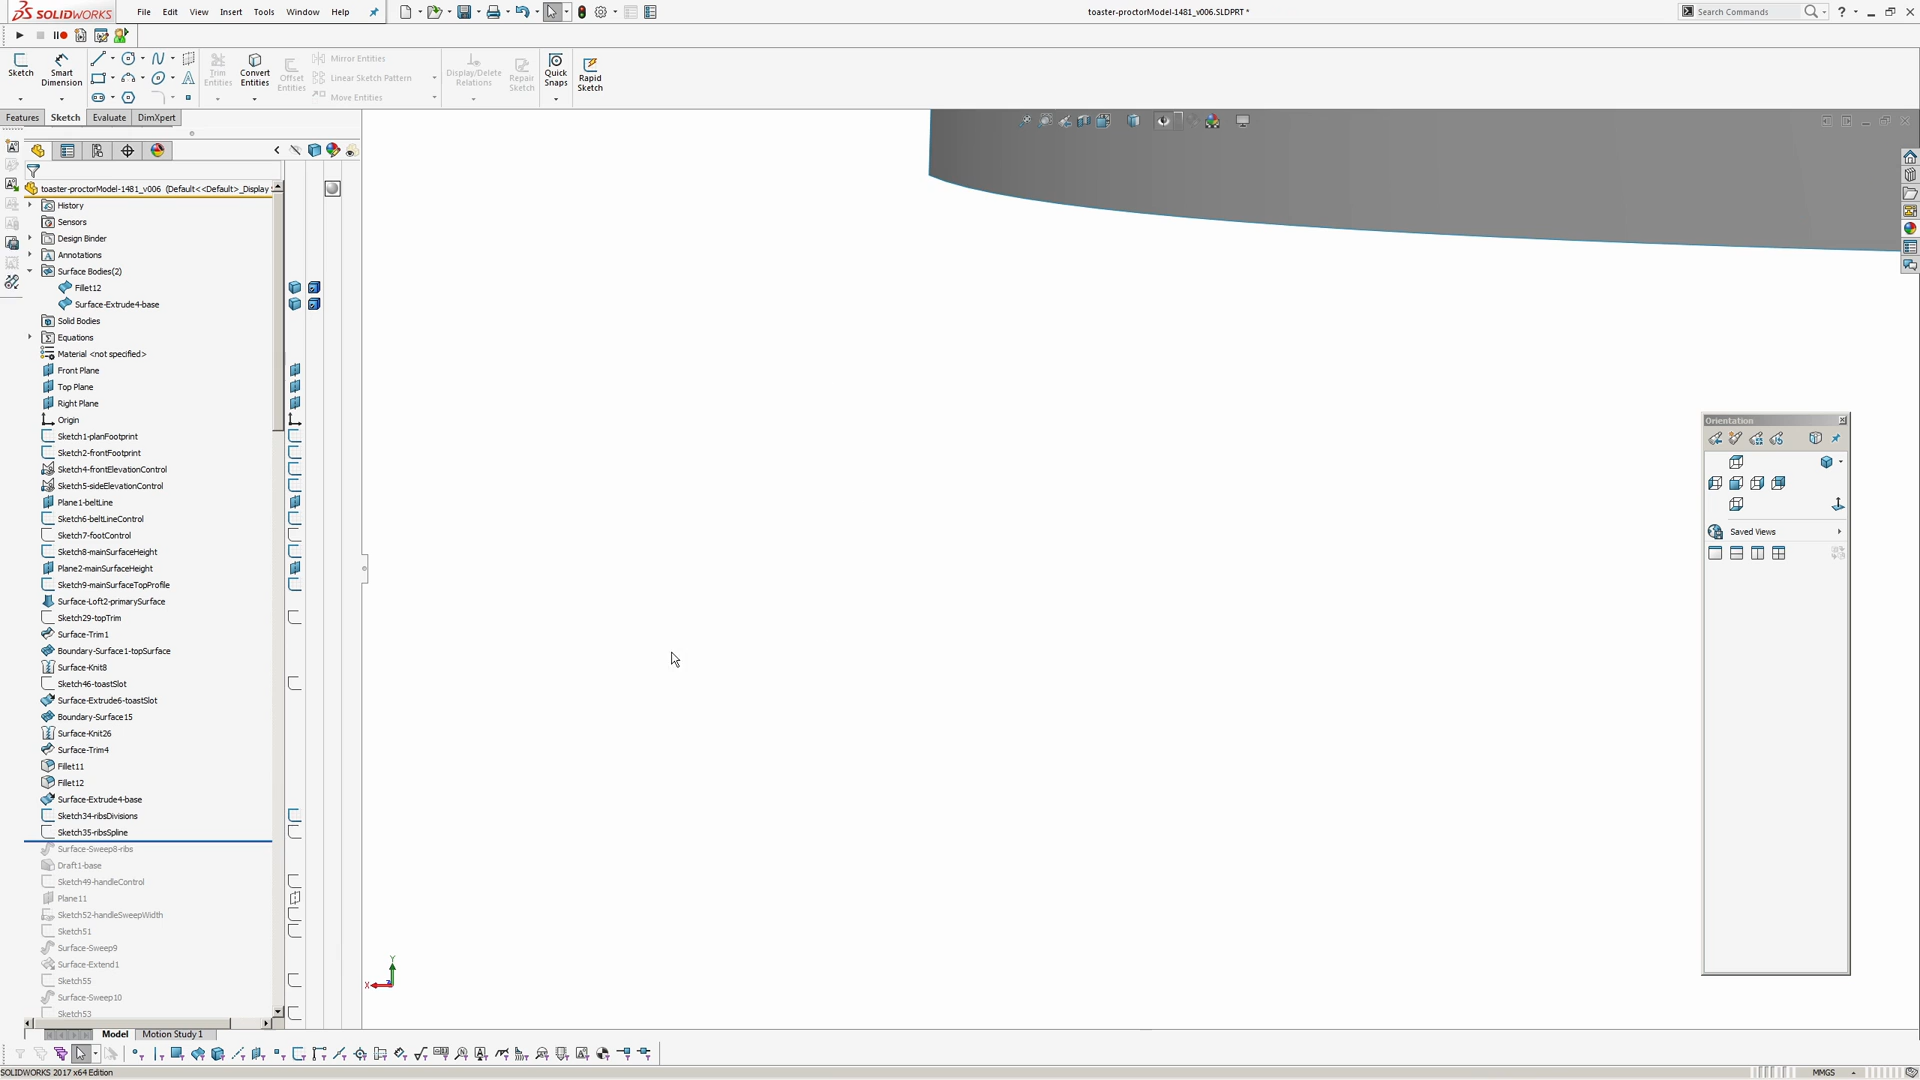 SOLIDWORKS
File
Edit
View
Insert
Tools
Window
Help
toaster-proctorModel-1481_v006.SLDPRT *
Search Commands
Sketch
Smart Dimension
Trim Entities
Convert Entities
Offset Entities
Mirror Entities
Linear Sketch Pattern
Move Entities
Display/Delete Relations
Repair Sketch
Quick Snaps
Rapid Sketch
Features
Sketch
Evaluate
DimXpert
toaster-proctorModel-1481_v006 (Default<<Default>_Display
History
Sensors
Design Binder
Annotations
Surface Bodies(2)
Fillet12
Surface-Extrude4-base
Solid Bodies
Equations
Material <not specified>
Front Plane
Top Plane
Right Plane
Origin
Sketch1-planFootprint
Sketch2-frontFootprint
Sketch4-frontElevationControl
Sketch5-sideElevationControl
Plane1-beltLine
Sketch6-beltLineControl
Sketch7-footControl
Sketch8-mainSurfaceHeight
Plane2-mainSurfaceHeight
Sketch9-mainSurfaceTopProfile
Surface-Loft2-primarySurface
Sketch29-topTrim
Surface-Trim1
Boundary-Surface1-topSurface
Surface-Knit8
Sketch46-toastSlot
Surface-Extrude6-toastSlot
Boundary-Surface15
Surface-Knit26
Surface-Trim4
Fillet11
Fillet12
Surface-Extrude4-base
Sketch34-ribsDivisions
Sketch35-ribsSpline
Surface-Sweep8-ribs
Draft1-base
Sketch49-handleControl
Plane11
Sketch52-handleSweepWidth
Sketch51
Surface-Sweep9
Surface-Extend1
Sketch55
Surface-Sweep10
Sketch53
Orientation
Saved Views
Y
X
Model
Motion Study 1
SOLIDWORKS 2017 x64 Edition
MMGS